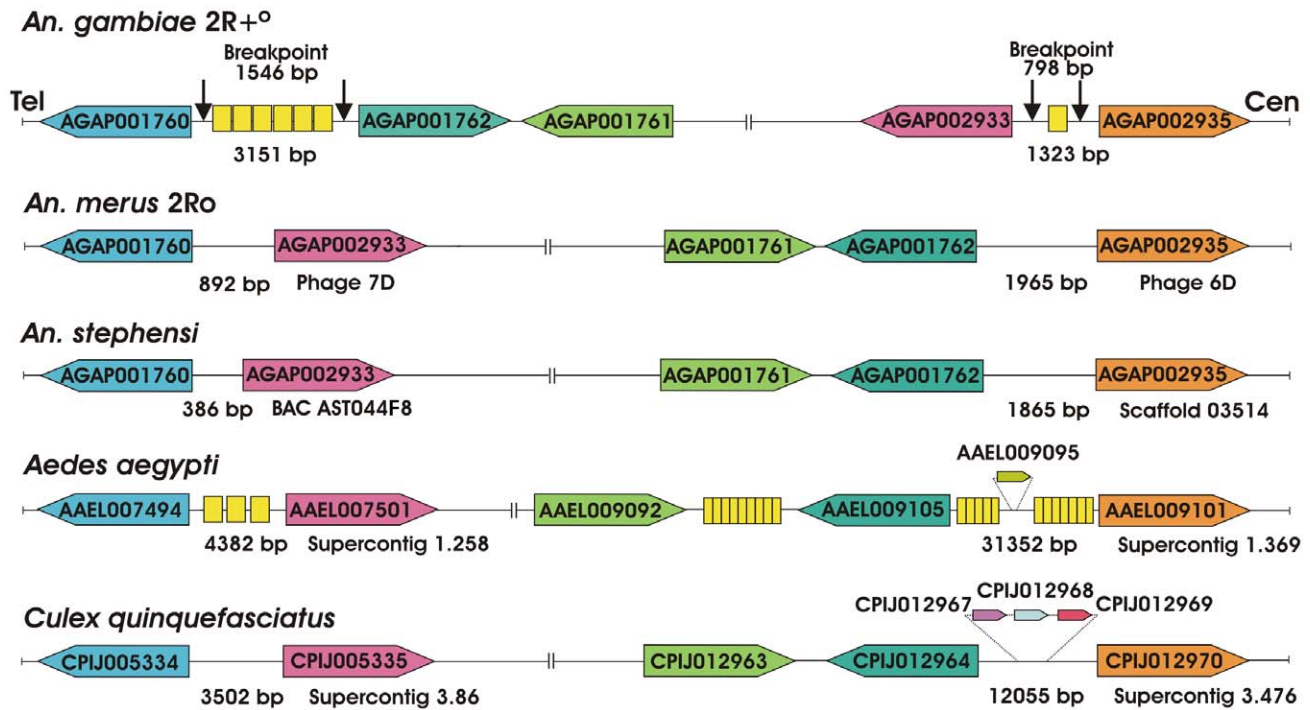 An. gambiae 2R+o
Breakpoint
1546 bp
Breakpoint
798 bp
Tel
Cen
AGAP001760
AGAP001762
AGAP001761
AGAP002933
AGAP002935
3151 bp
1323 bp
An. merus 2Ro
AGAP001760
AGAP002933
AGAP001761
AGAP001762
AGAP002935
892 bp
Phage 7D
1965 bp
Phage 6D
An. stephensi
AGAP001760
AGAP002933
AGAP001761
AGAP001762
AGAP002935
386 bp
BAC AST044F8
1865 bp
Scaffold 03514
Aedes aegypti
AAEL009095
AAEL007494
AAEL007501
AAEL009092
AAEL009105
AAEL009101
4382 bp
Supercontig 1.258
31352 bp
Supercontig 1.369
Culex quinquefasciatus
CPIJ012967
CPIJ012968
CPIJ012969
CPIJ005334
CPIJ005335
CPIJ012963
CPIJ012964
CPIJ012970
3502 bp
Supercontig 3.86
12055 bp
Supercontig 3.476